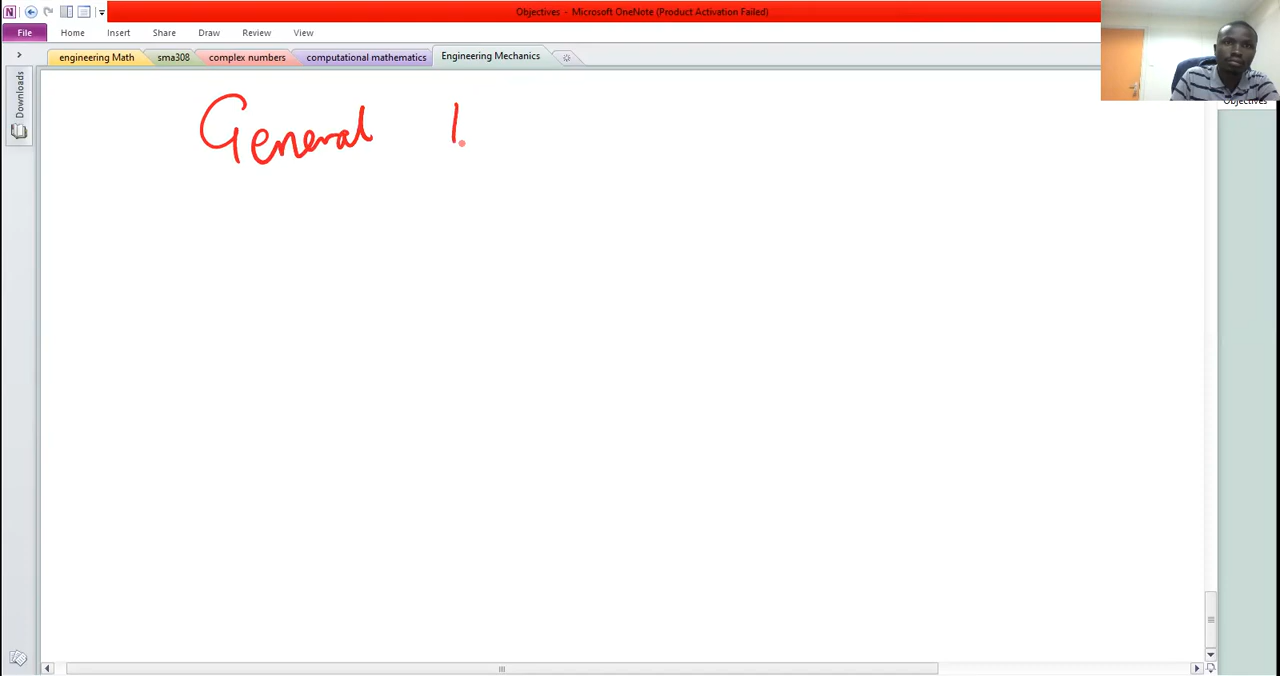 Objectives - Microsoft OneNote (Product Activation Failed)
File Home Insert Share Draw Review View
engineering Math sma308 complex numbers computational mathematics Engineering Mechanics
Objectives
Downloads
General